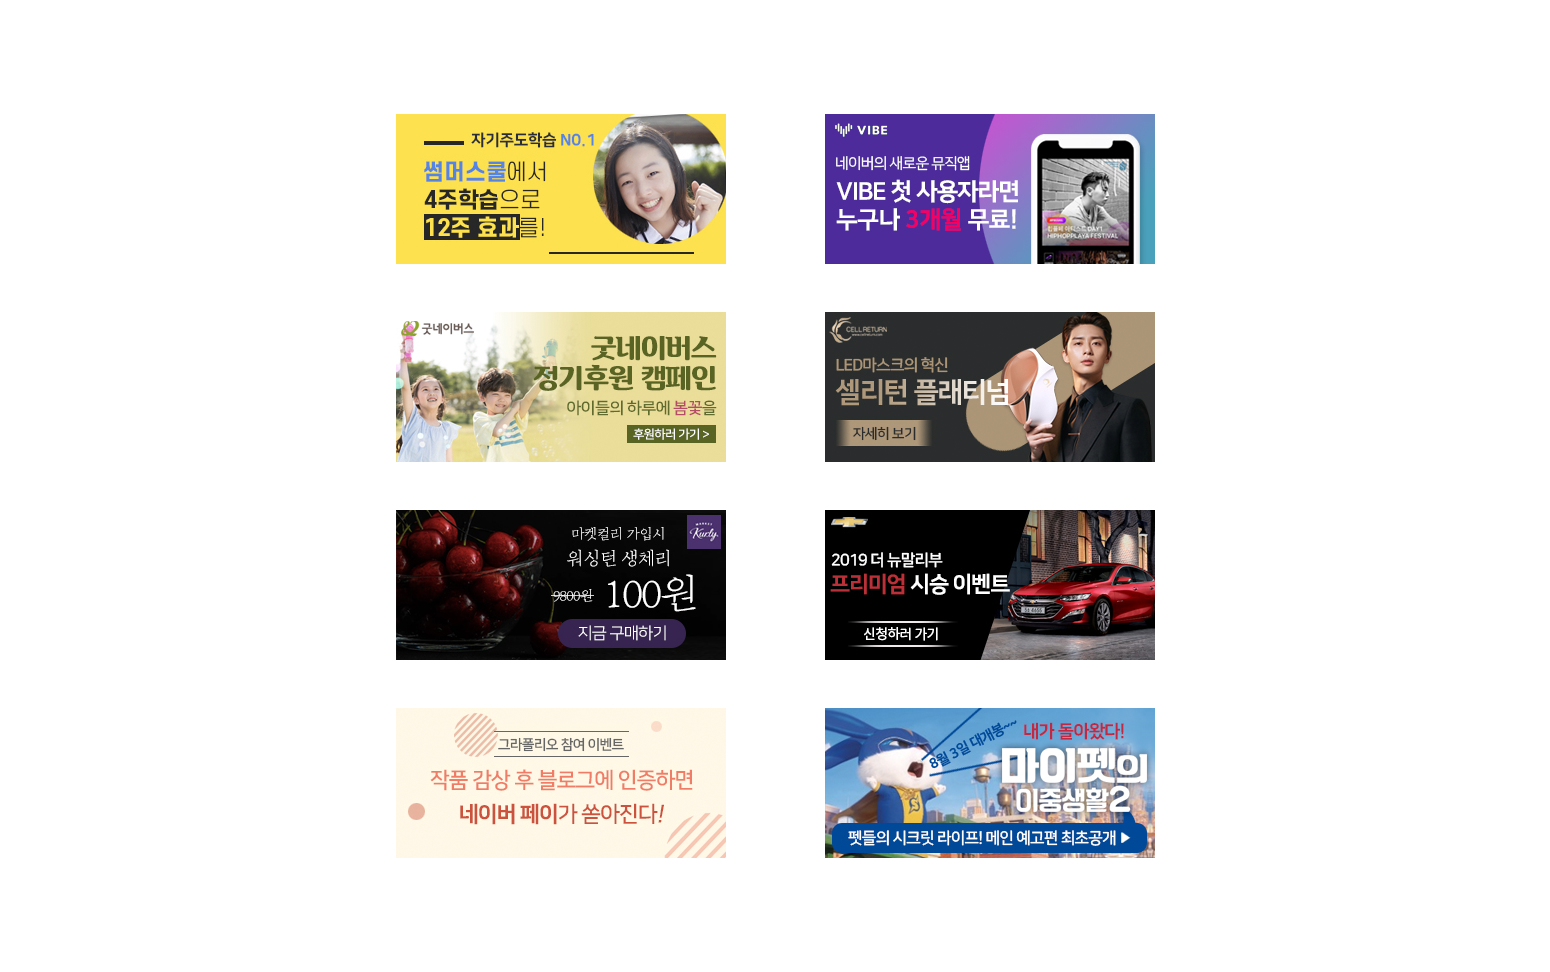 자기주도학습 NO.1
썸머스쿨에서
4주학습으로
12주 효과를!
VIBE
네이버의 새로운 뮤직앱
VIBE 첫 사용자라면
누구나 3개월 무료!
HIPHOPPLAYA FESTIVAL
굿네이버스
굿네이버스
정기후원 캠페인
아이들의 하루에 봄꽃을
후원하러 가기 >
CELL RETURN
LED마스크의 혁신
셀리턴 플래티넘
자세히 보기
Kurly
마켓컬리 가입시
워싱턴 생체리
9800원 100원
지금 구매하기
2019 더 뉴말리부
프리미엄 시승 이벤트
신청하러 가기
그라폴리오 참여 이벤트
작품 감상 후 블로그에 인증하면
네이버 페이가 쏟아진다!
8월 3일 대개봉~~
내가 돌아왔다!
마이펫의
이중생활2
펫들의 시크릿 라이프! 메인 예고편 최초공개 ▶